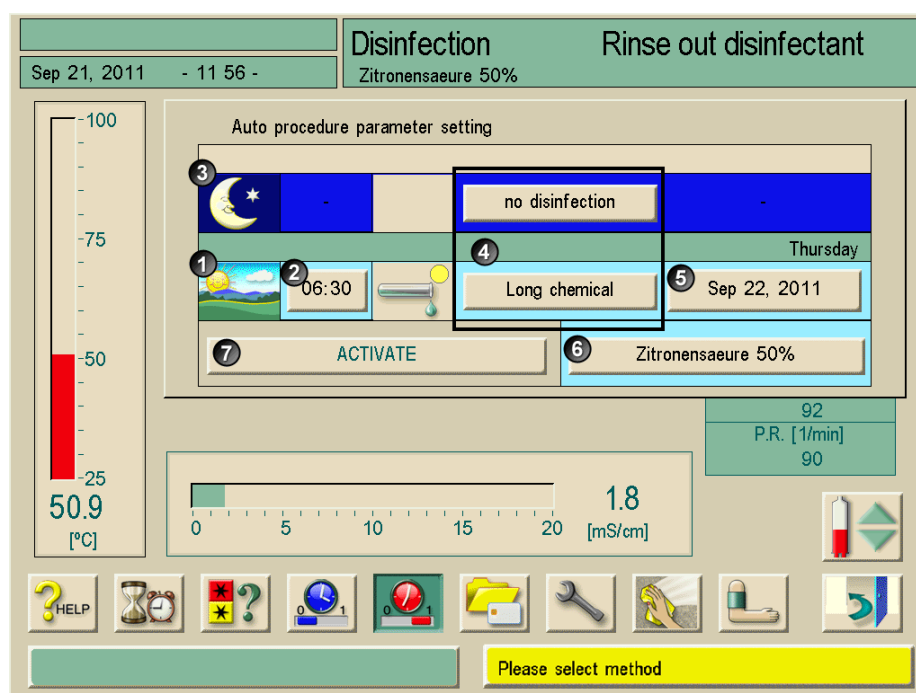 Disinfection Rinse out disinfectant
Sep 21, 2011 - 11 56 - Zitronensaeure 50%
Auto procedure parameter setting
3 - no disinfection -
Thursday
1 2 06:30 4 Long chemical 5 Sep 22, 2011
7 ACTIVATE 6 Zitronensaeure 50%
-100
-75
-50
-25
50.9
[°C]
92
P.R. [1/min]
90
0 5 10 15 20
1.8
[mS/cm]
?HELP ? 0 1 0 1
Please select method